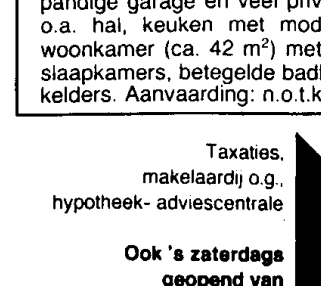 pandige garage en veel priv
o.a. hal, keuken met mod
woonkamer (ca. 42 m²) met
slaapkamers, betegelde badl
kelders. Aanvaarding: n.o.t.k
Taxaties,
makelaardij o.g.,
hypotheek- adviescentrale
Ook 's zaterdags
geopend van